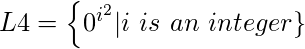 L4 = {0^{i^2} | i is an integer}